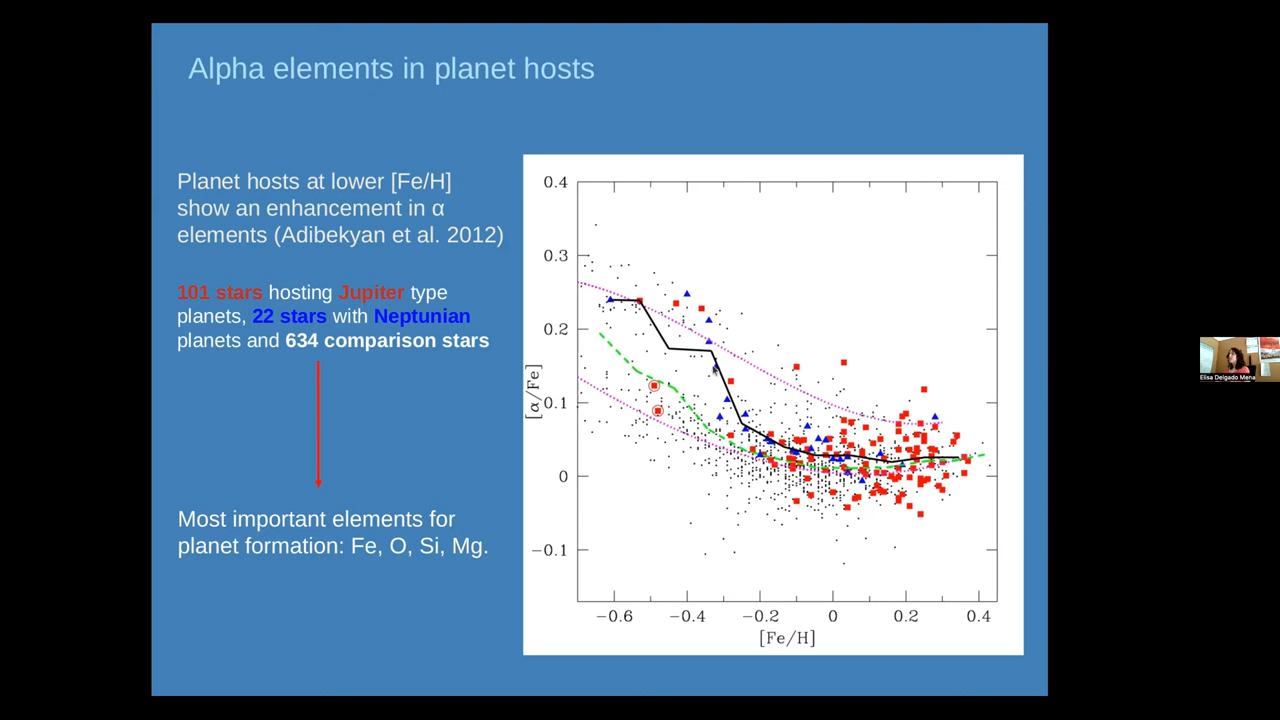 Alpha elements in planet hosts
Planet hosts at lower [Fe/H]
show an enhancement in α
elements (Adibekyan et al. 2012)
101 stars hosting Jupiter type
planets, 22 stars with Neptunian
planets and 634 comparison stars
Most important elements for
planet formation: Fe, O, Si, Mg.
0.4
0.3
0.2
0.1
0
−0.1
[α/Fe]
−0.6 −0.4 −0.2 0 0.2 0.4
[Fe/H]
Elisa Delgado Mena